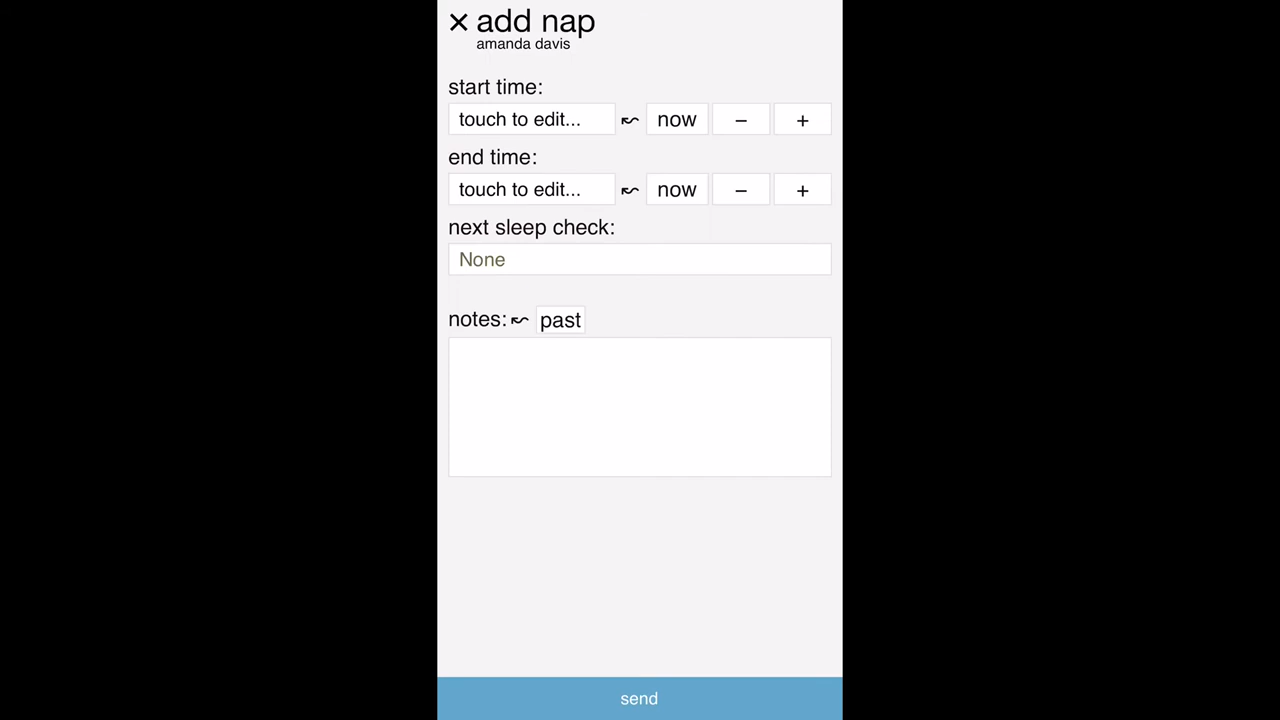 × add nap
amanda davis
start time:
touch to edit... now − +
end time:
touch to edit... now − +
next sleep check:
None
notes: past
send